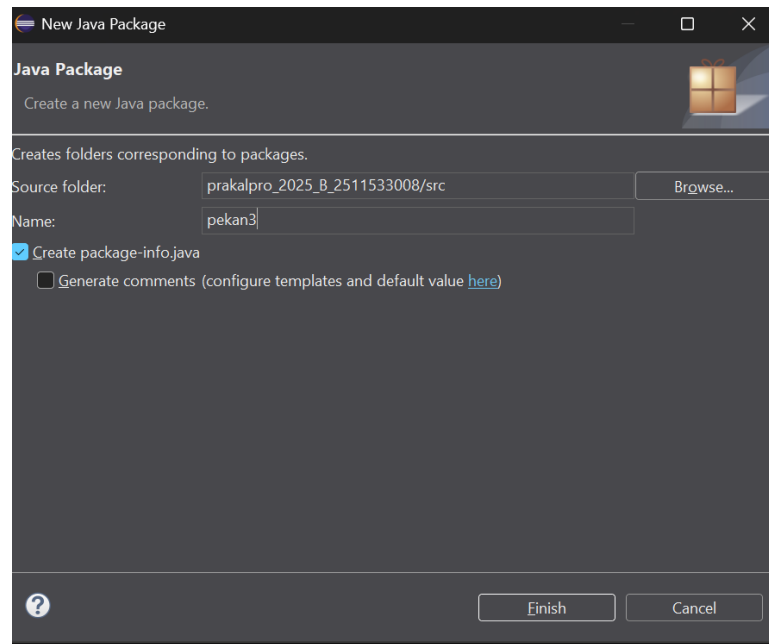 New Java Package
Java Package
Create a new Java package.
Creates folders corresponding to packages.
Source folder: prakalpro_2025_B_2511533008/src Browse...
Name: pekan3
Create package-info.java
Generate comments (configure templates and default value here)
? Finish Cancel